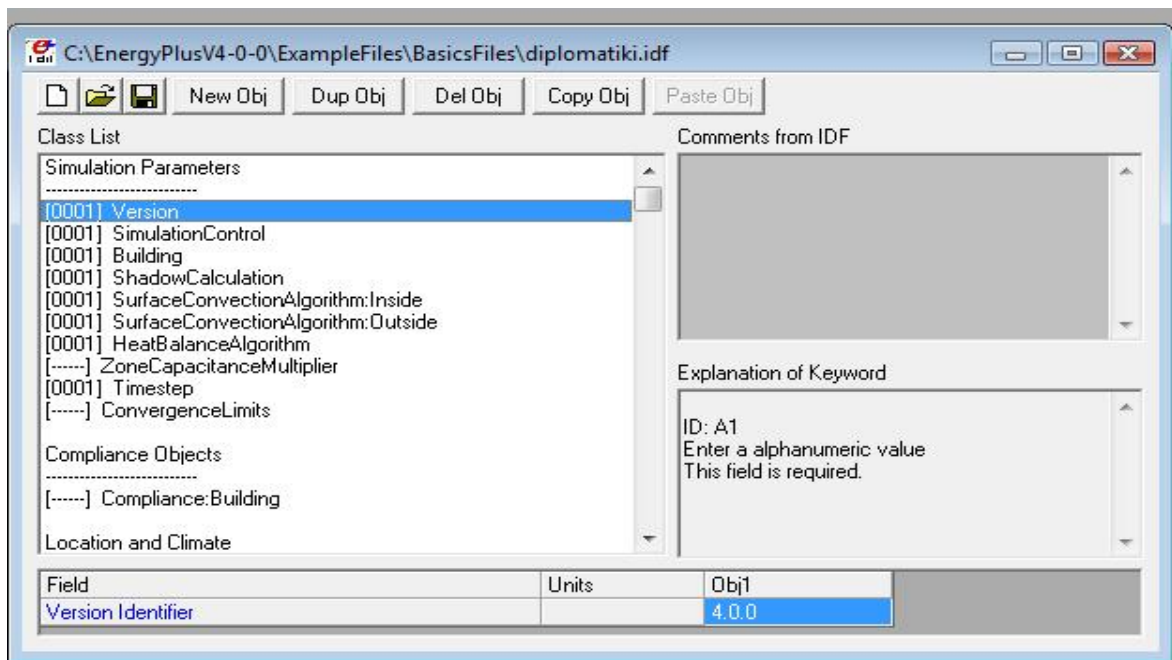 C:\EnergyPlusV4-0-0\ExampleFiles\BasicsFiles\diplomatiki.idf
New Obj Dup Obj Del Obj Copy Obj Paste Obj
Class List
Simulation Parameters
---------------------------
[0001] Version
[0001] SimulationControl
[0001] Building
[0001] ShadowCalculation
[0001] SurfaceConvectionAlgorithm:Inside
[0001] SurfaceConvectionAlgorithm:Outside
[0001] HeatBalanceAlgorithm
[------] ZoneCapacitanceMultiplier
[0001] Timestep
[------] ConvergenceLimits
Compliance Objects
---------------------------
[------] Compliance:Building
Location and Climate
Comments from IDF
Explanation of Keyword
ID: A1
Enter a alphanumeric value
This field is required.
Field Units Obj1
Version Identifier 4.0.0